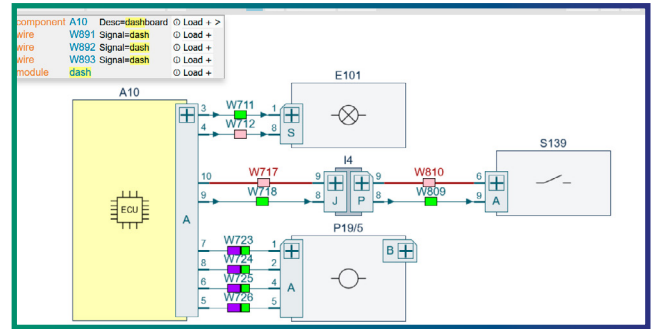 component A10 Desc=dashboard ⓘ Load + >
wire W891 Signal=dash ⓘ Load +
wire W892 Signal=dash ⓘ Load +
wire W893 Signal=dash ⓘ Load +
module dash ⓘ Load +
E101
A10
3 W711 1
4 W712 8 S
S139
I4
10 W717 9 9 W810 6
9 W718 8 J P 8 W809 9 A
ECU
A
P19/5
7 W723 1 B
8 W724 2
6 W725 4 A
5 W726 5